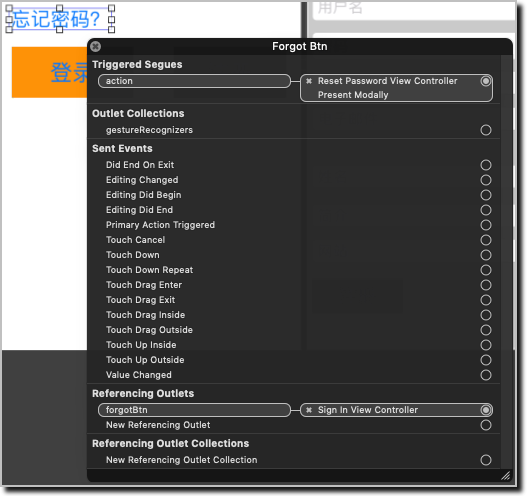 忘记密码?
用户名
登录
Forgot Btn
Triggered Segues
action
Reset Password View Controller
Present Modally
Outlet Collections
gestureRecognizers
Sent Events
Did End On Exit
Editing Changed
Editing Did Begin
Editing Did End
Primary Action Triggered
Touch Cancel
Touch Down
Touch Down Repeat
Touch Drag Enter
Touch Drag Exit
Touch Drag Inside
Touch Drag Outside
Touch Up Inside
Touch Up Outside
Value Changed
Referencing Outlets
forgotBtn
Sign In View Controller
New Referencing Outlet
Referencing Outlet Collections
New Referencing Outlet Collection